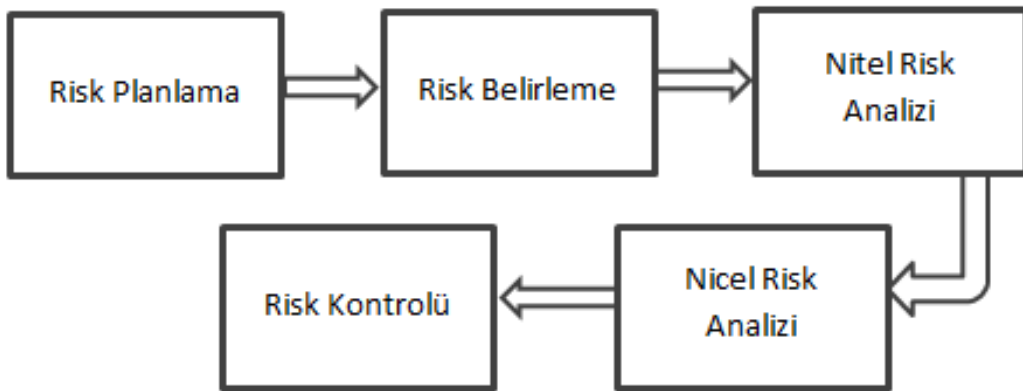 Risk Planlama
Risk Belirleme
Nitel Risk
Analizi
Nicel Risk
Analizi
Risk Kontrolü